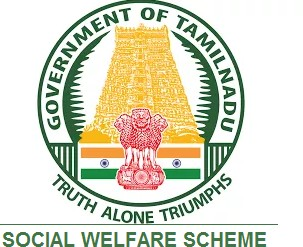 GOVERNMENT OF TAMILNADU
TRUTH ALONE TRIUMPHS
SOCIAL WELFARE SCHEME